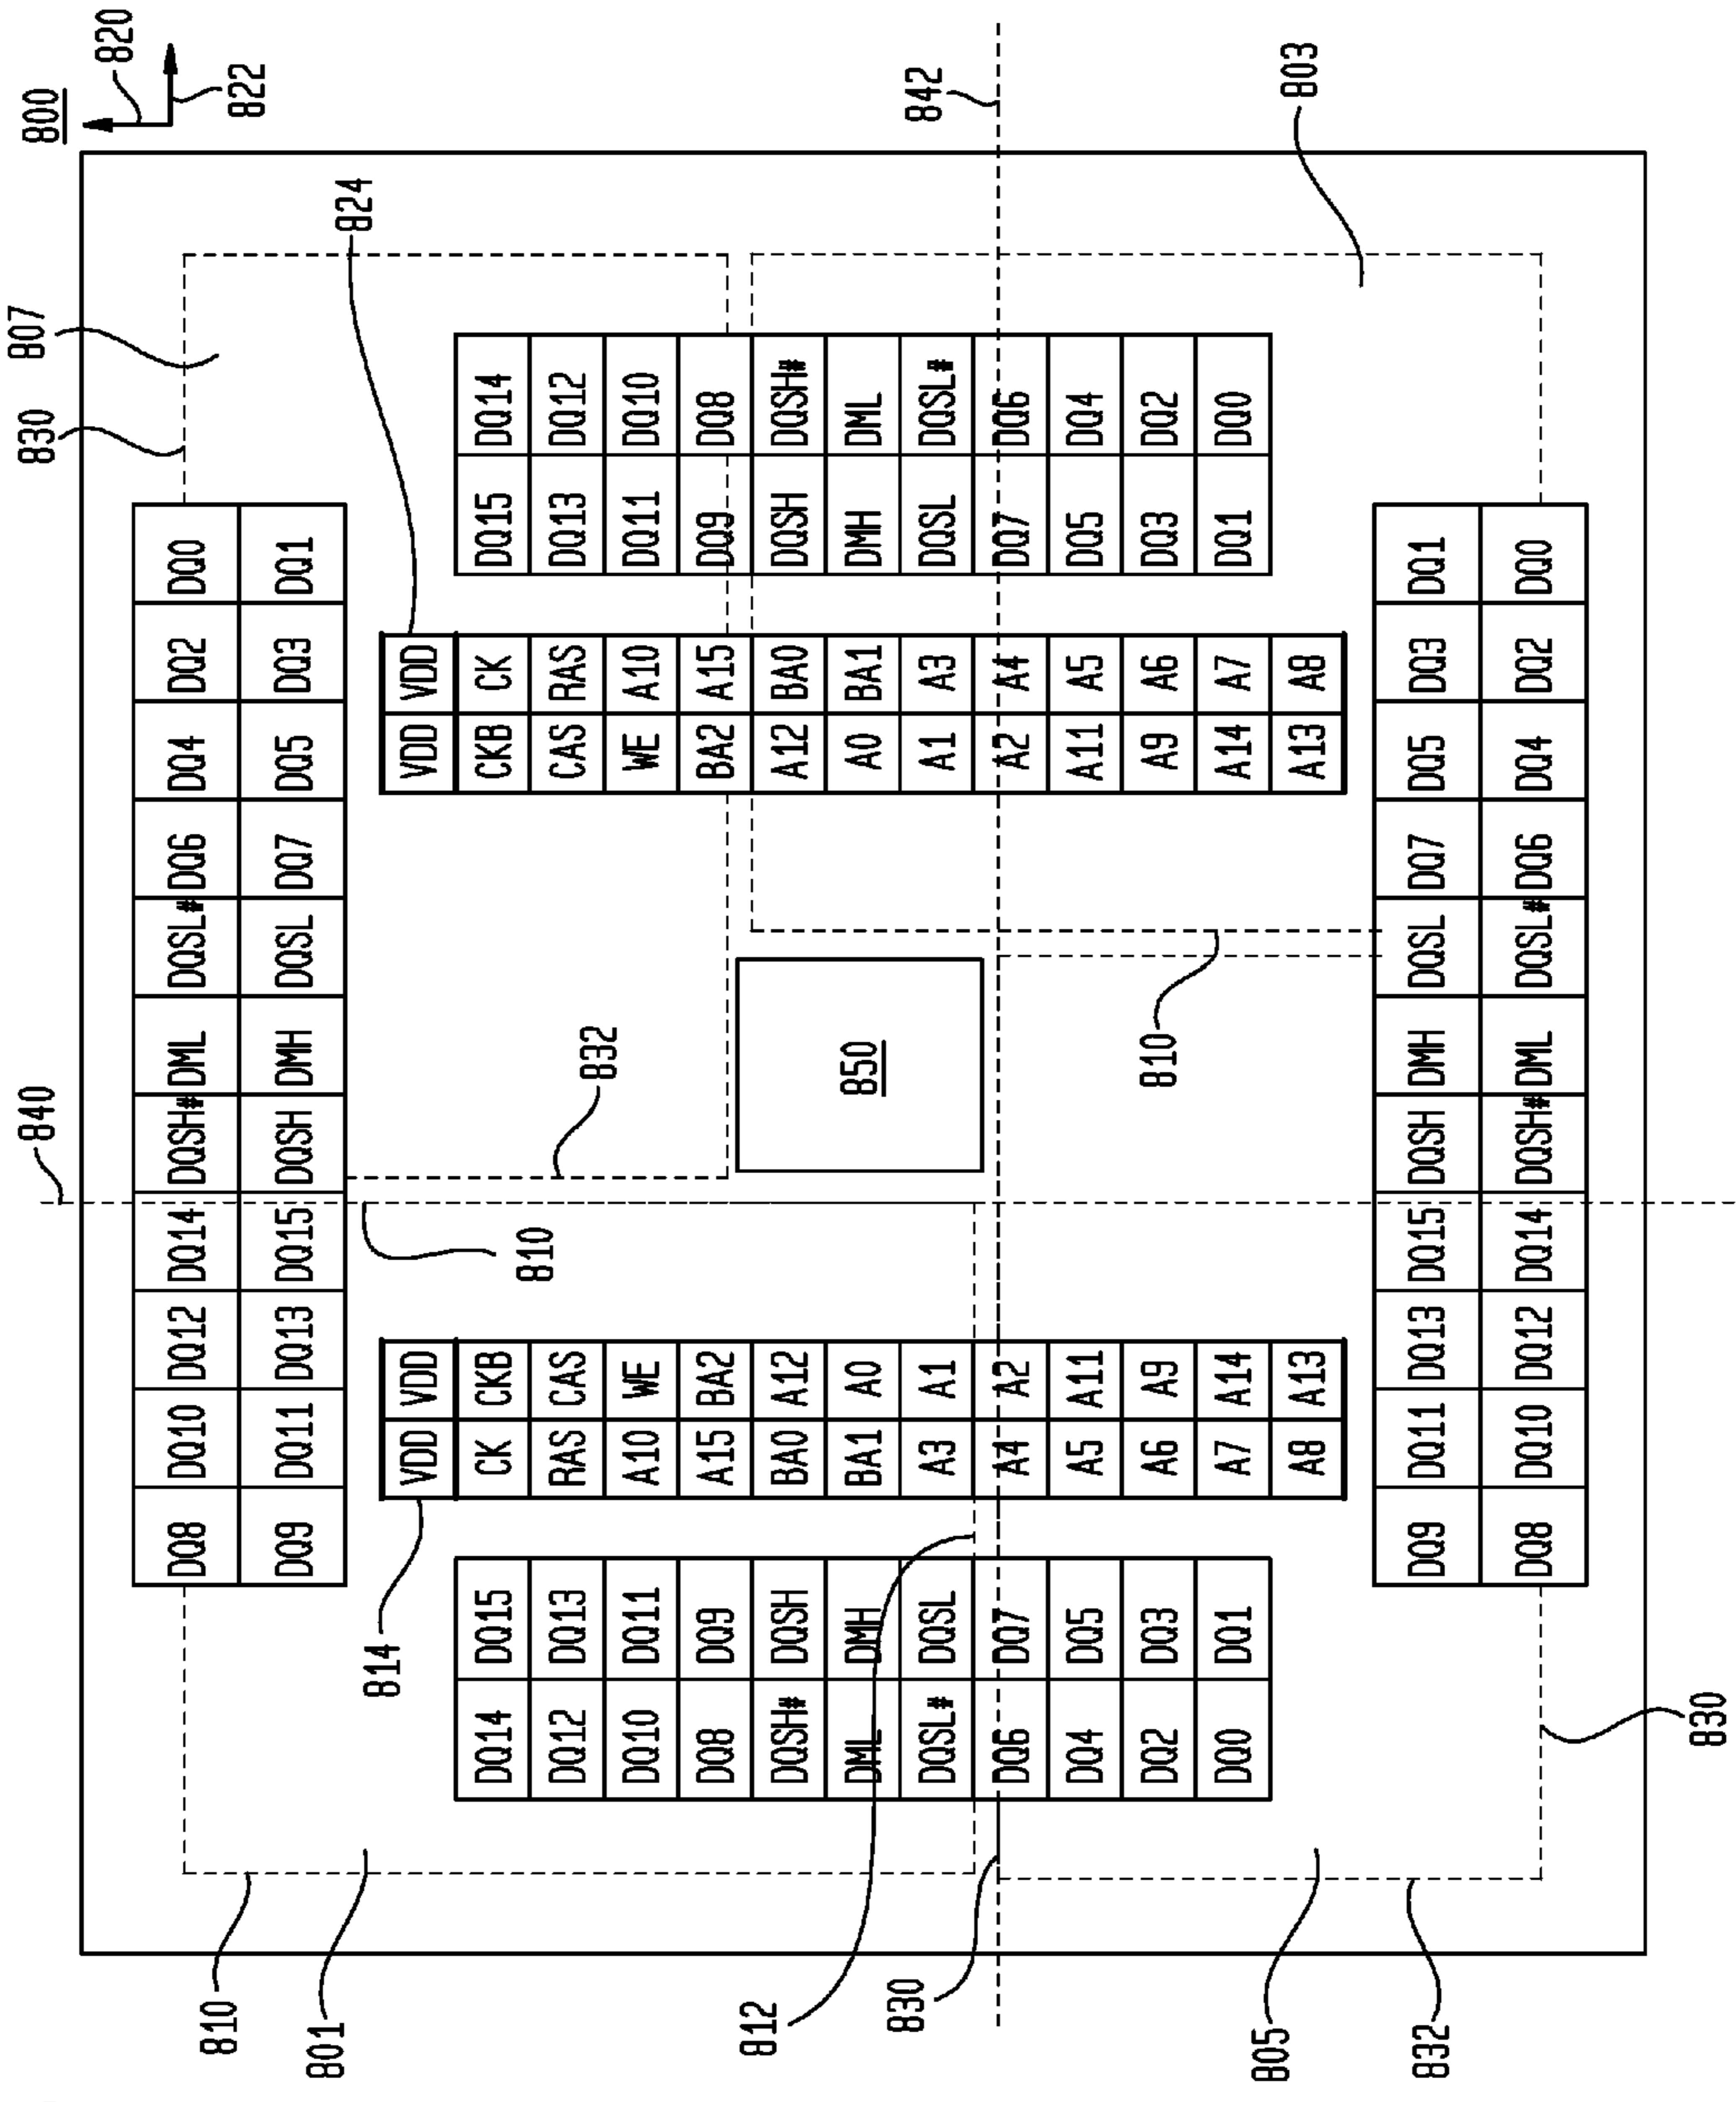 840
830
807
800
820
822
DQ8 DQ10 DQ12 DQ14 DQSH# DML DQSL# DQ6 DQ4 DQ2 DQ0
DQ9 DQ11 DQ13 DQ15 DQSH DMH DQSL DQ7 DQ5 DQ3 DQ1
810
801
814
824
VDD VDD VDD VDD
DQ14 DQ15 CK CKB CKB CK DQ15 DQ14
DQ12 DQ13 RAS CAS CAS RAS DQ13 DQ12
810
832
DQ10 DQ11 A10 WE WE A10 DQ11 DQ10
DQ8 DQ9 A15 BA2 BA2 A15 DQ9 DQ8
812
DQSH# DQSH BA0 A12 A12 BA0 DQSH DQSH#
DML DMH BA1 A0 850 A0 BA1 DMH DML
830
842
DQSL# DQSL A3 A1 A1 A3 DQSL DQSL#
DQ6 DQ7 A4 A2 A2 A4 DQ7 DQ6
DQ4 DQ5 A5 A11 A11 A5 DQ5 DQ4
DQ2 DQ3 A6 A9 810 A9 A6 DQ3 DQ2
DQ0 DQ1 A7 A14 A14 A7 DQ1 DQ0
A8 A13 A13 A8
805
803
DQ9 DQ11 DQ13 DQ15 DQSH DMH DQSL DQ7 DQ5 DQ3 DQ1
832
DQ8 DQ10 DQ12 DQ14 DQSH# DML DQSL# DQ6 DQ4 DQ2 DQ0
830